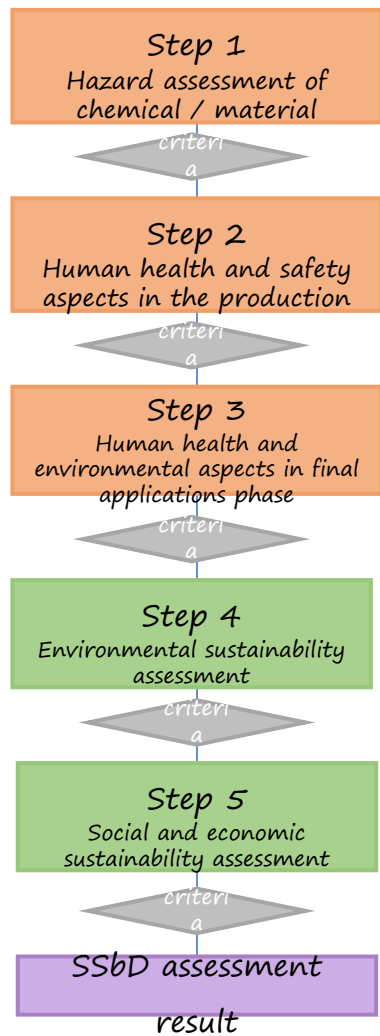 Step 1
Hazard assessment of
chemical / material
criteri
a
Step 2
Human health and safety
aspects in the production
criteri
a
Step 3
Human health and
environmental aspects in final
applications phase
criteri
a
Step 4
Environmental sustainability
assessment
criteri
a
Step 5
Social and economic
sustainability assessment
criteri
a
SSbD assessment
result